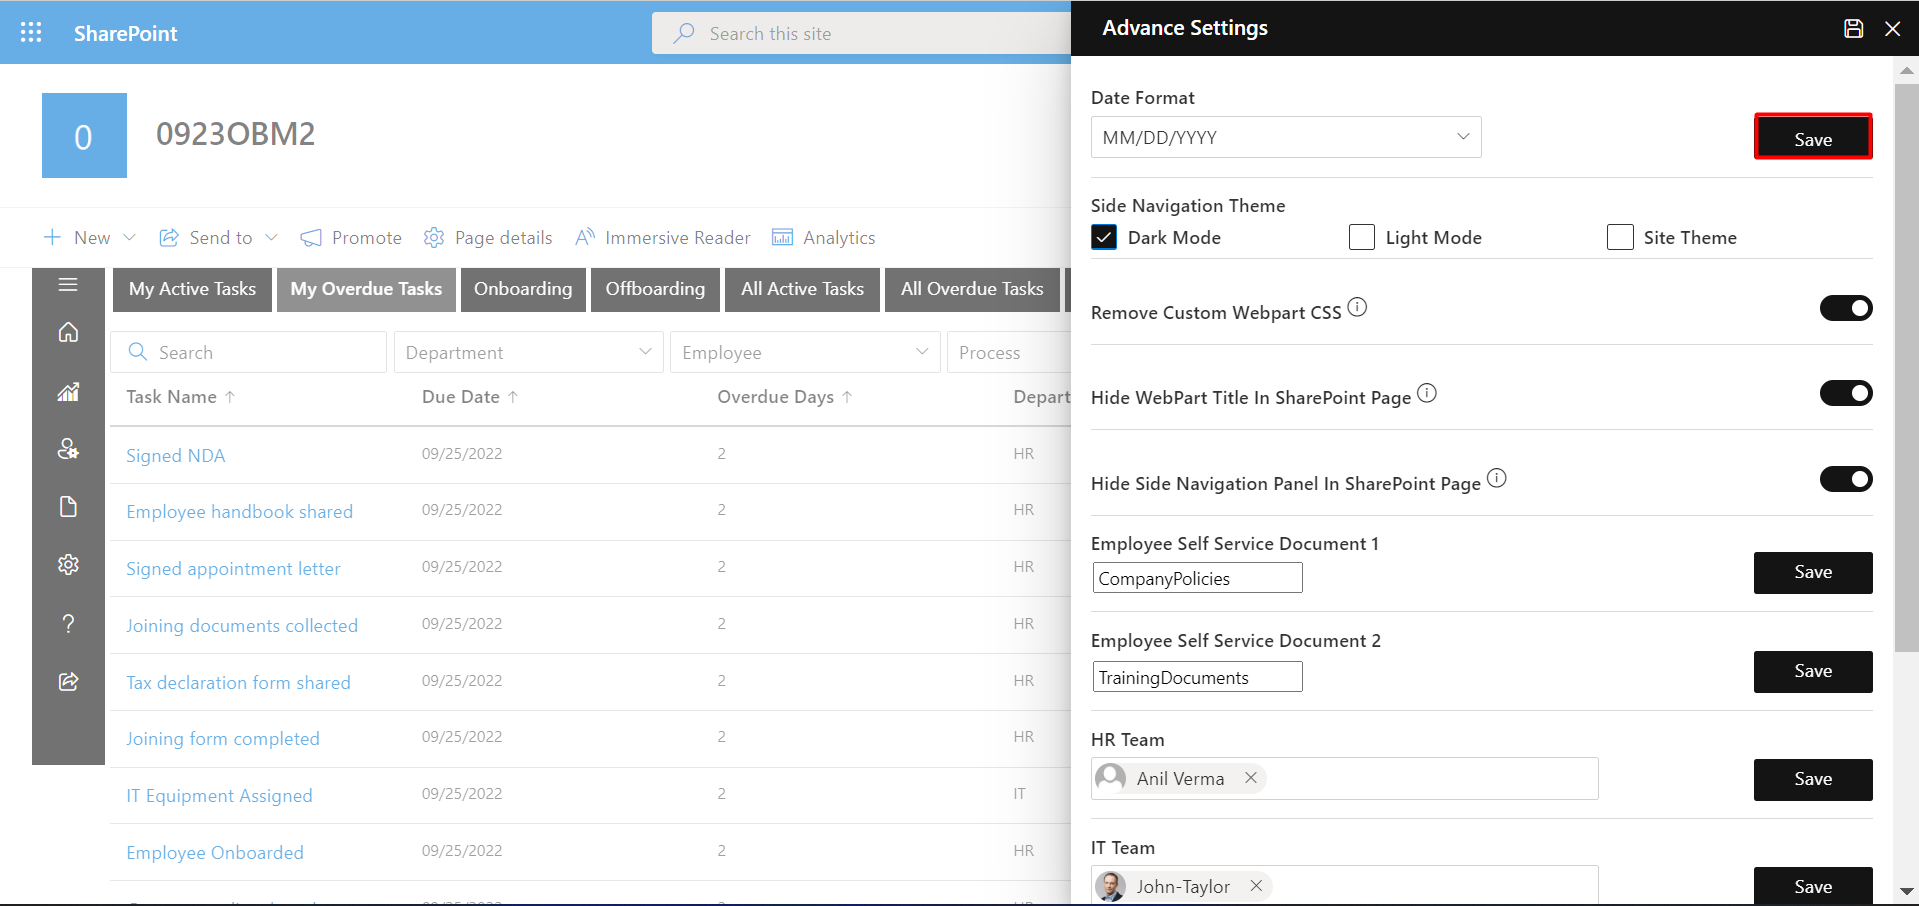 SharePoint
Search this site
0
0923OBM2
New
Send to
Promote
Page details
Immersive Reader
Analytics
My Active Tasks
My Overdue Tasks
Onboarding
Offboarding
All Active Tasks
All Overdue Tasks
Search
Department
Employee
Process
Task Name
Due Date
Overdue Days
Depart
Signed NDA 09/25/2022 2 HR
Employee handbook shared 09/25/2022 2 HR
Signed appointment letter 09/25/2022 2 HR
Joining documents collected 09/25/2022 2 HR
Tax declaration form shared 09/25/2022 2 HR
Joining form completed 09/25/2022 2 HR
IT Equipment Assigned 09/25/2022 2 IT
Employee Onboarded 09/25/2022 2 HR
Advance Settings
Date Format
MM/DD/YYYY
Save
Side Navigation Theme
Dark Mode
Light Mode
Site Theme
Remove Custom Webpart CSS
Hide WebPart Title In SharePoint Page
Hide Side Navigation Panel In SharePoint Page
Employee Self Service Document 1
CompanyPolicies
Save
Employee Self Service Document 2
TrainingDocuments
Save
HR Team
Anil Verma
Save
IT Team
John-Taylor
Save